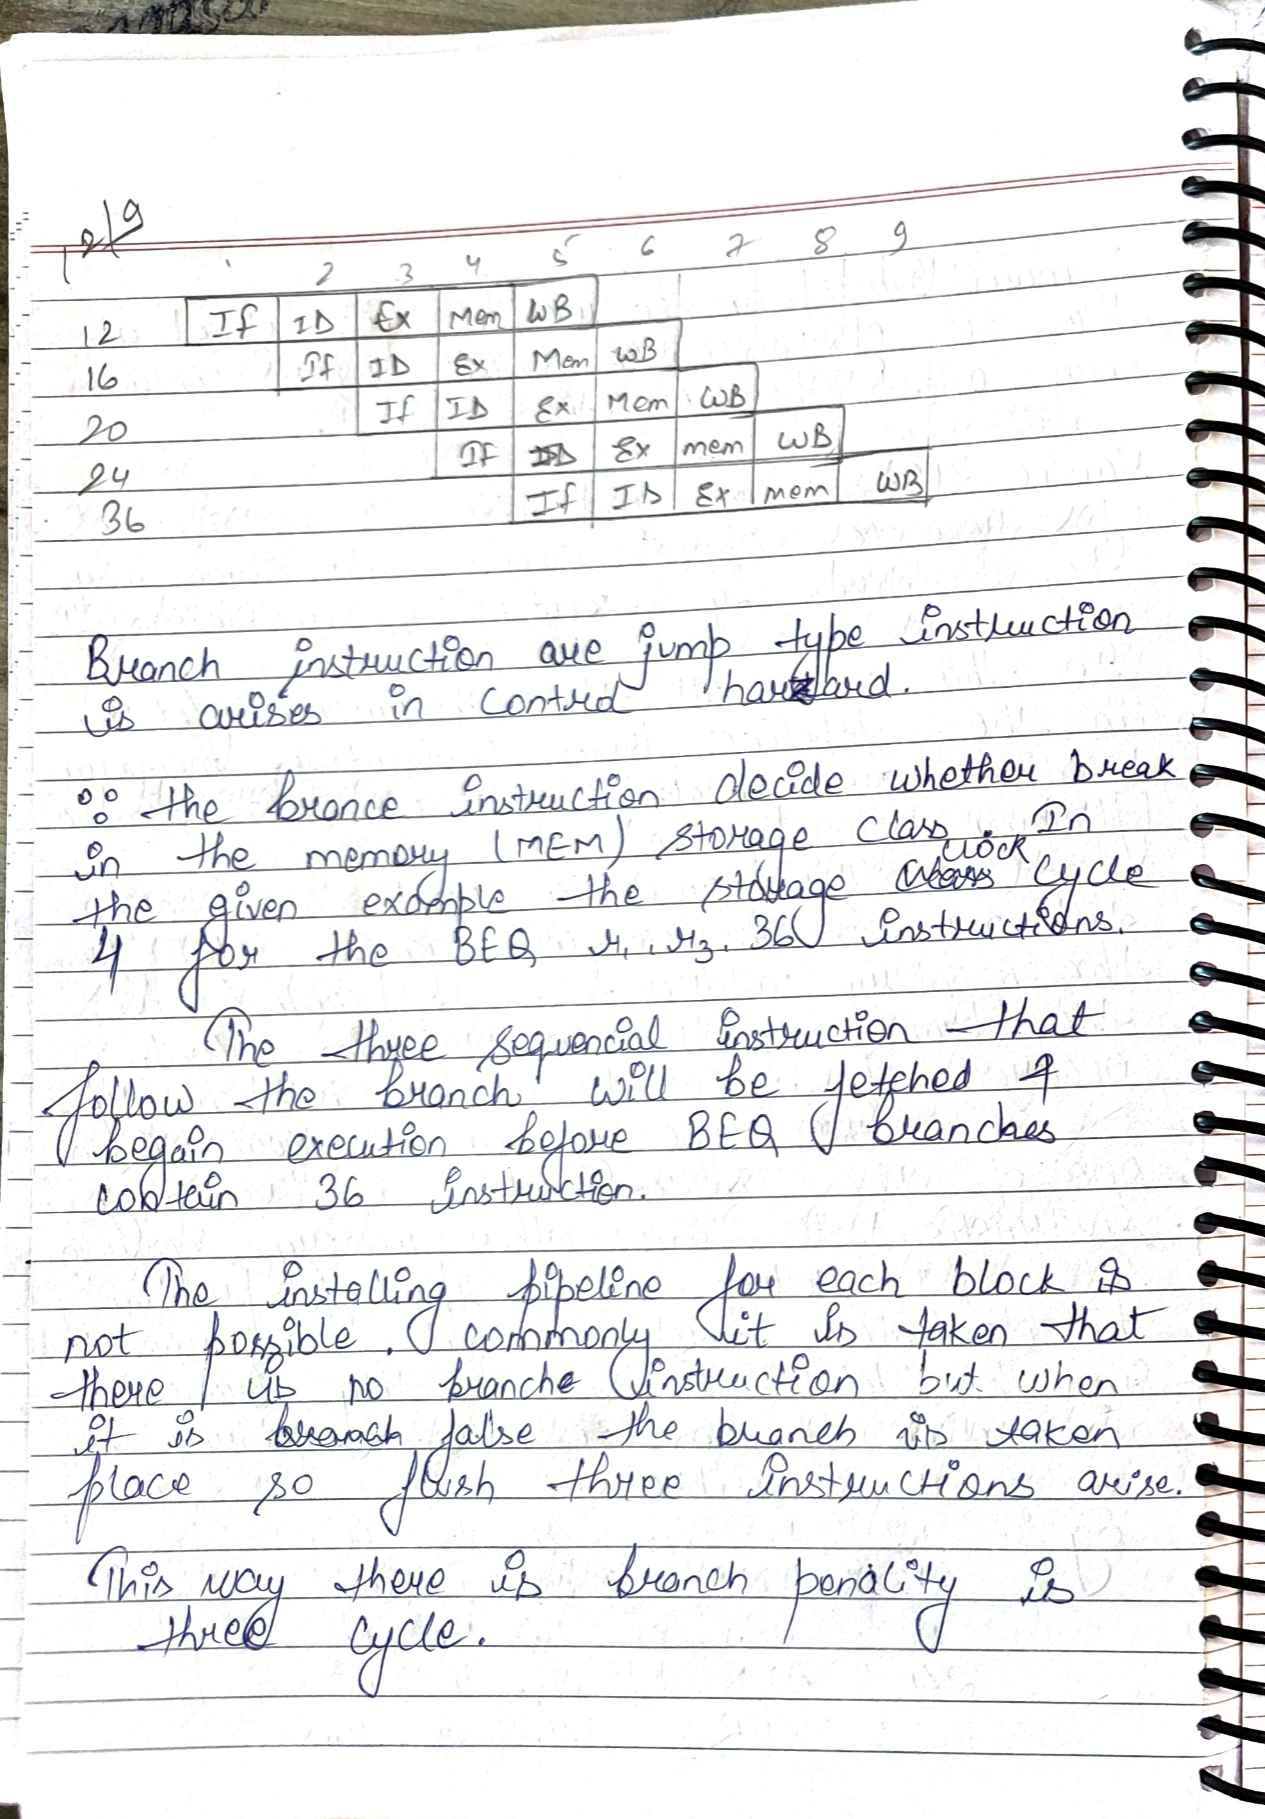 12/9
1 2 3 4 5 6 7 8 9
12 If ID Ex Mem WB
16 If ID Ex Mem WB
20 If ID Ex Mem WB
24 If ID Ex mem WB
36 If ID Ex mem WB
Branch instruction are jump type instruction
is arises in control hazard.
∴ the brance instruction decide whether break
in the memory (MEM) storage class. In
the given example the storage clock cycle
4 for the BEQ r1, r3. 36 instructions.
The three sequencial instruction that
follow the branch will be fetched &
begain execution before BEQ branches
contain 36 instruction.
The installing pipeline for each block is
not possible. commonly it is taken that
there is no branche instruction but when
it is false the branch is taken
place so flush three instructions arise.
This way there is branch penality is
three cycle.